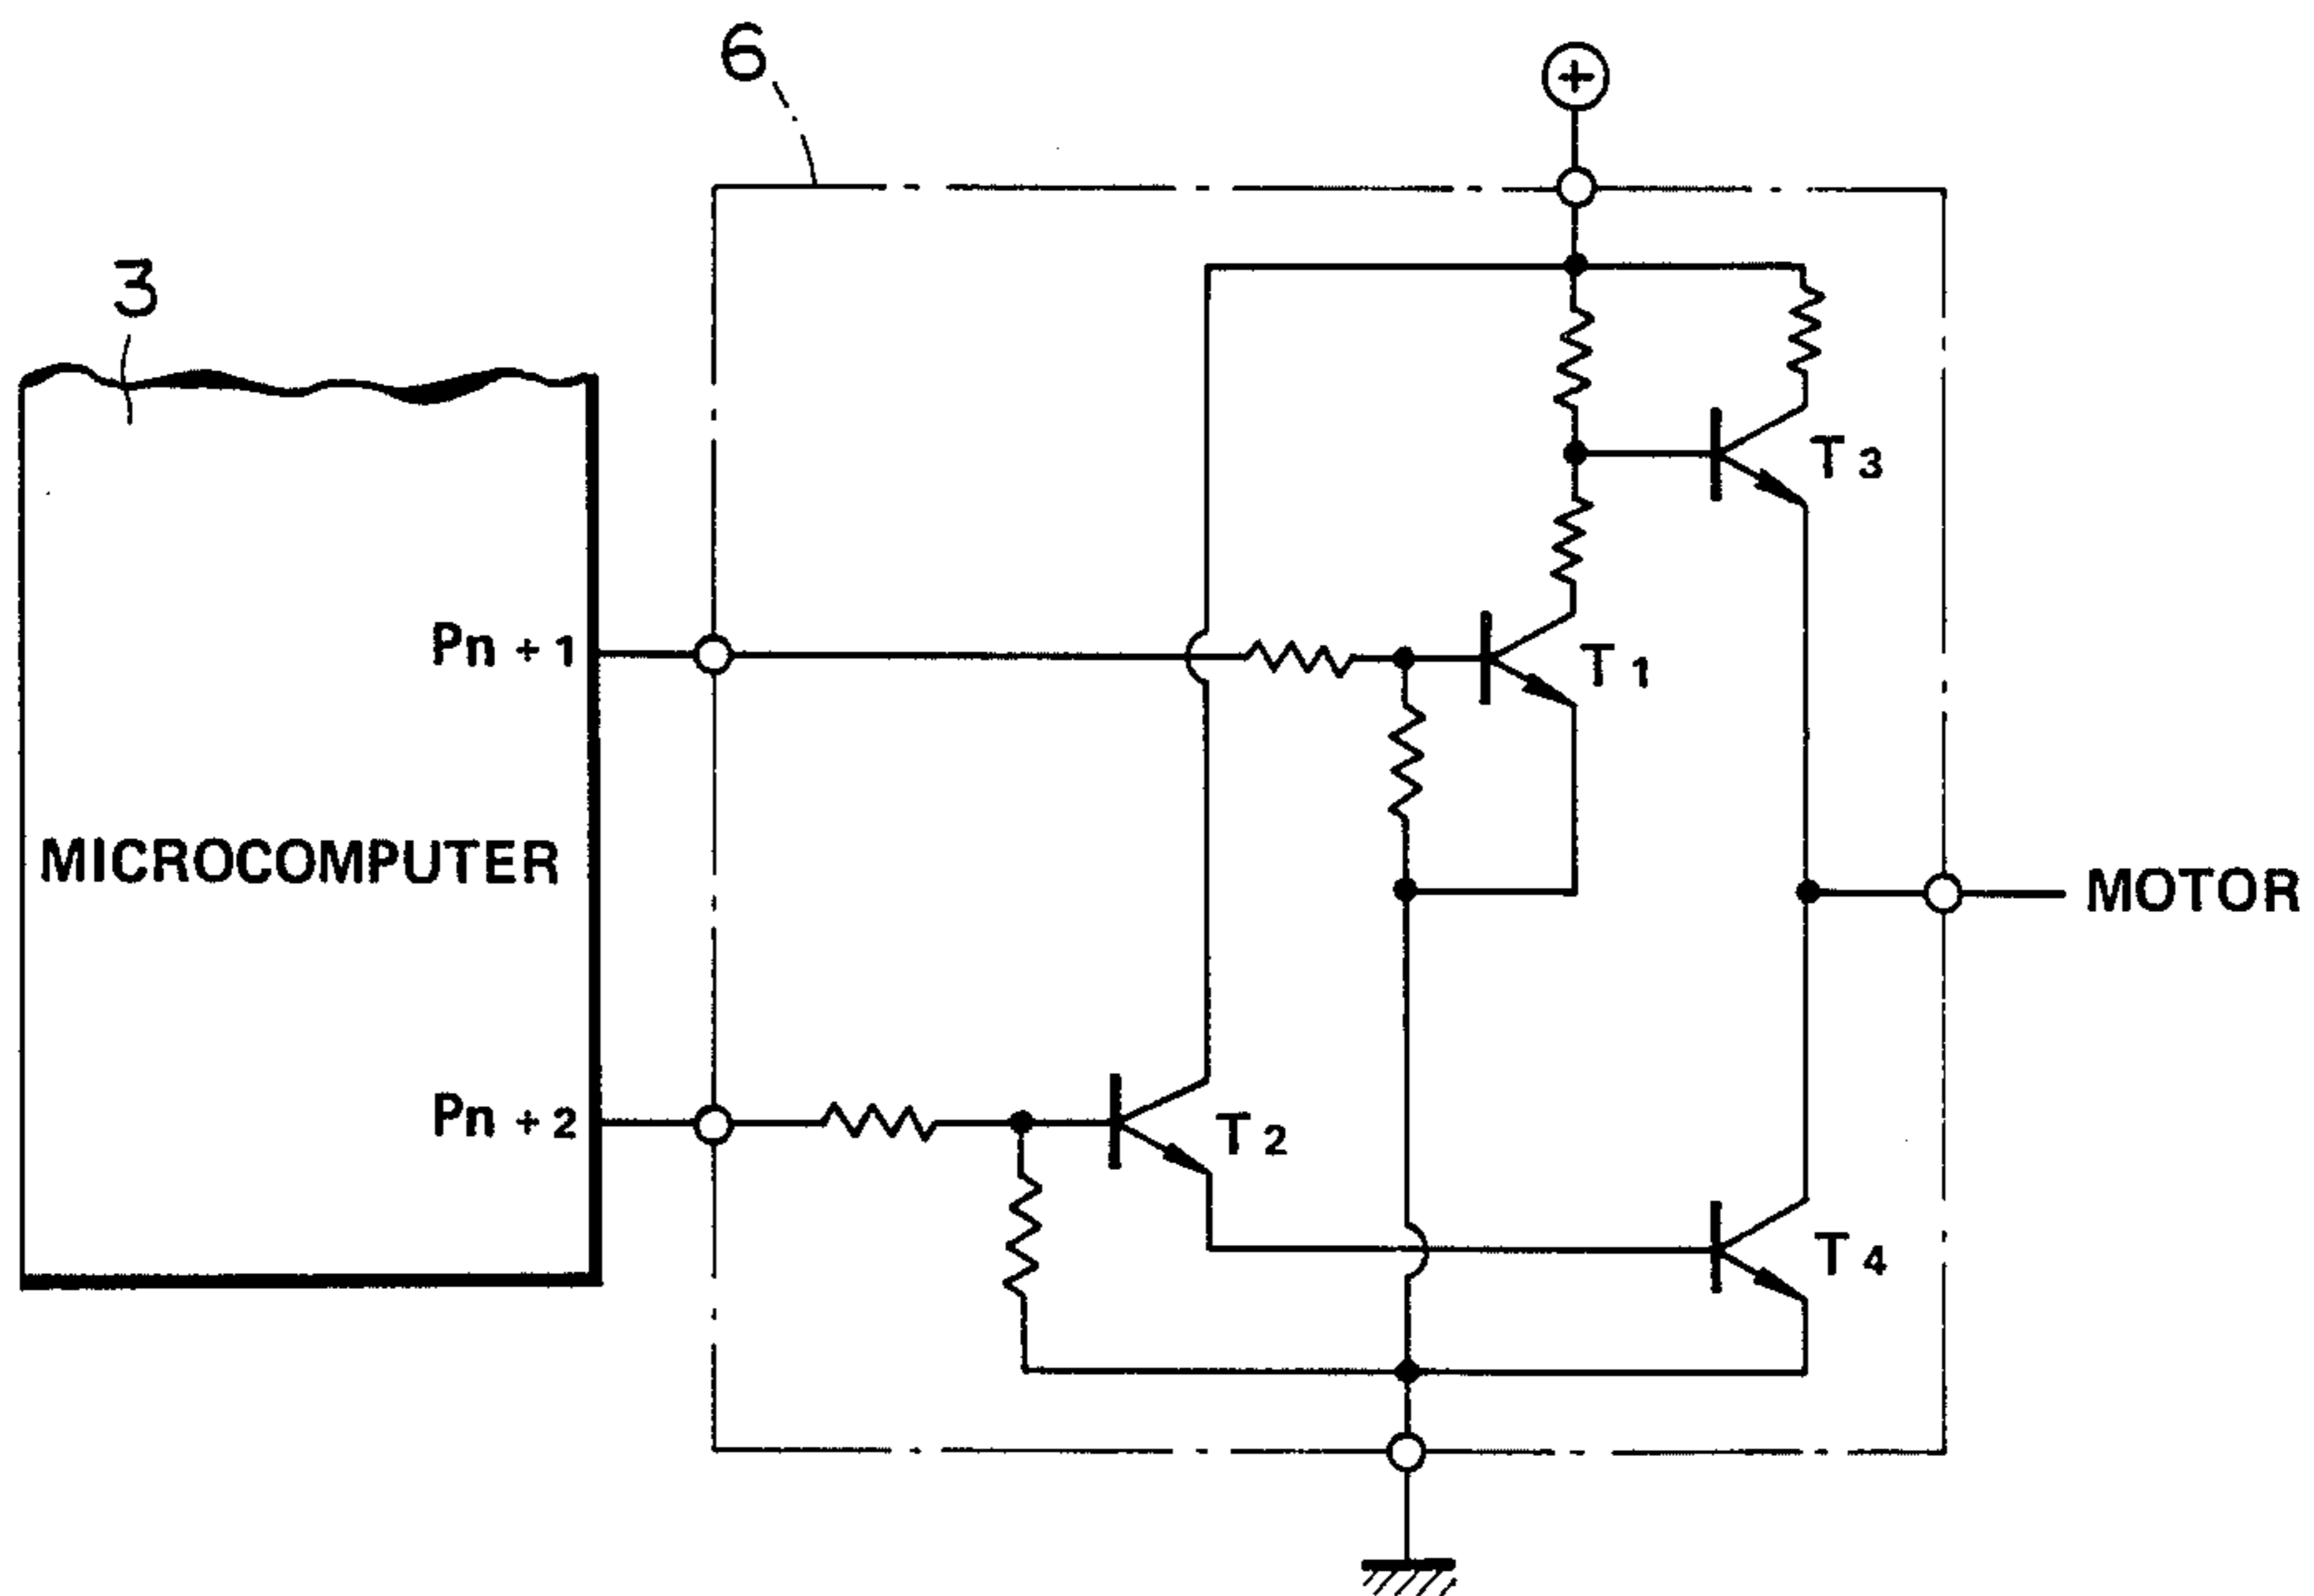 6
+
3
T3
Pn + 1
T1
MICROCOMPUTER
MOTOR
Pn + 2
T2
T4